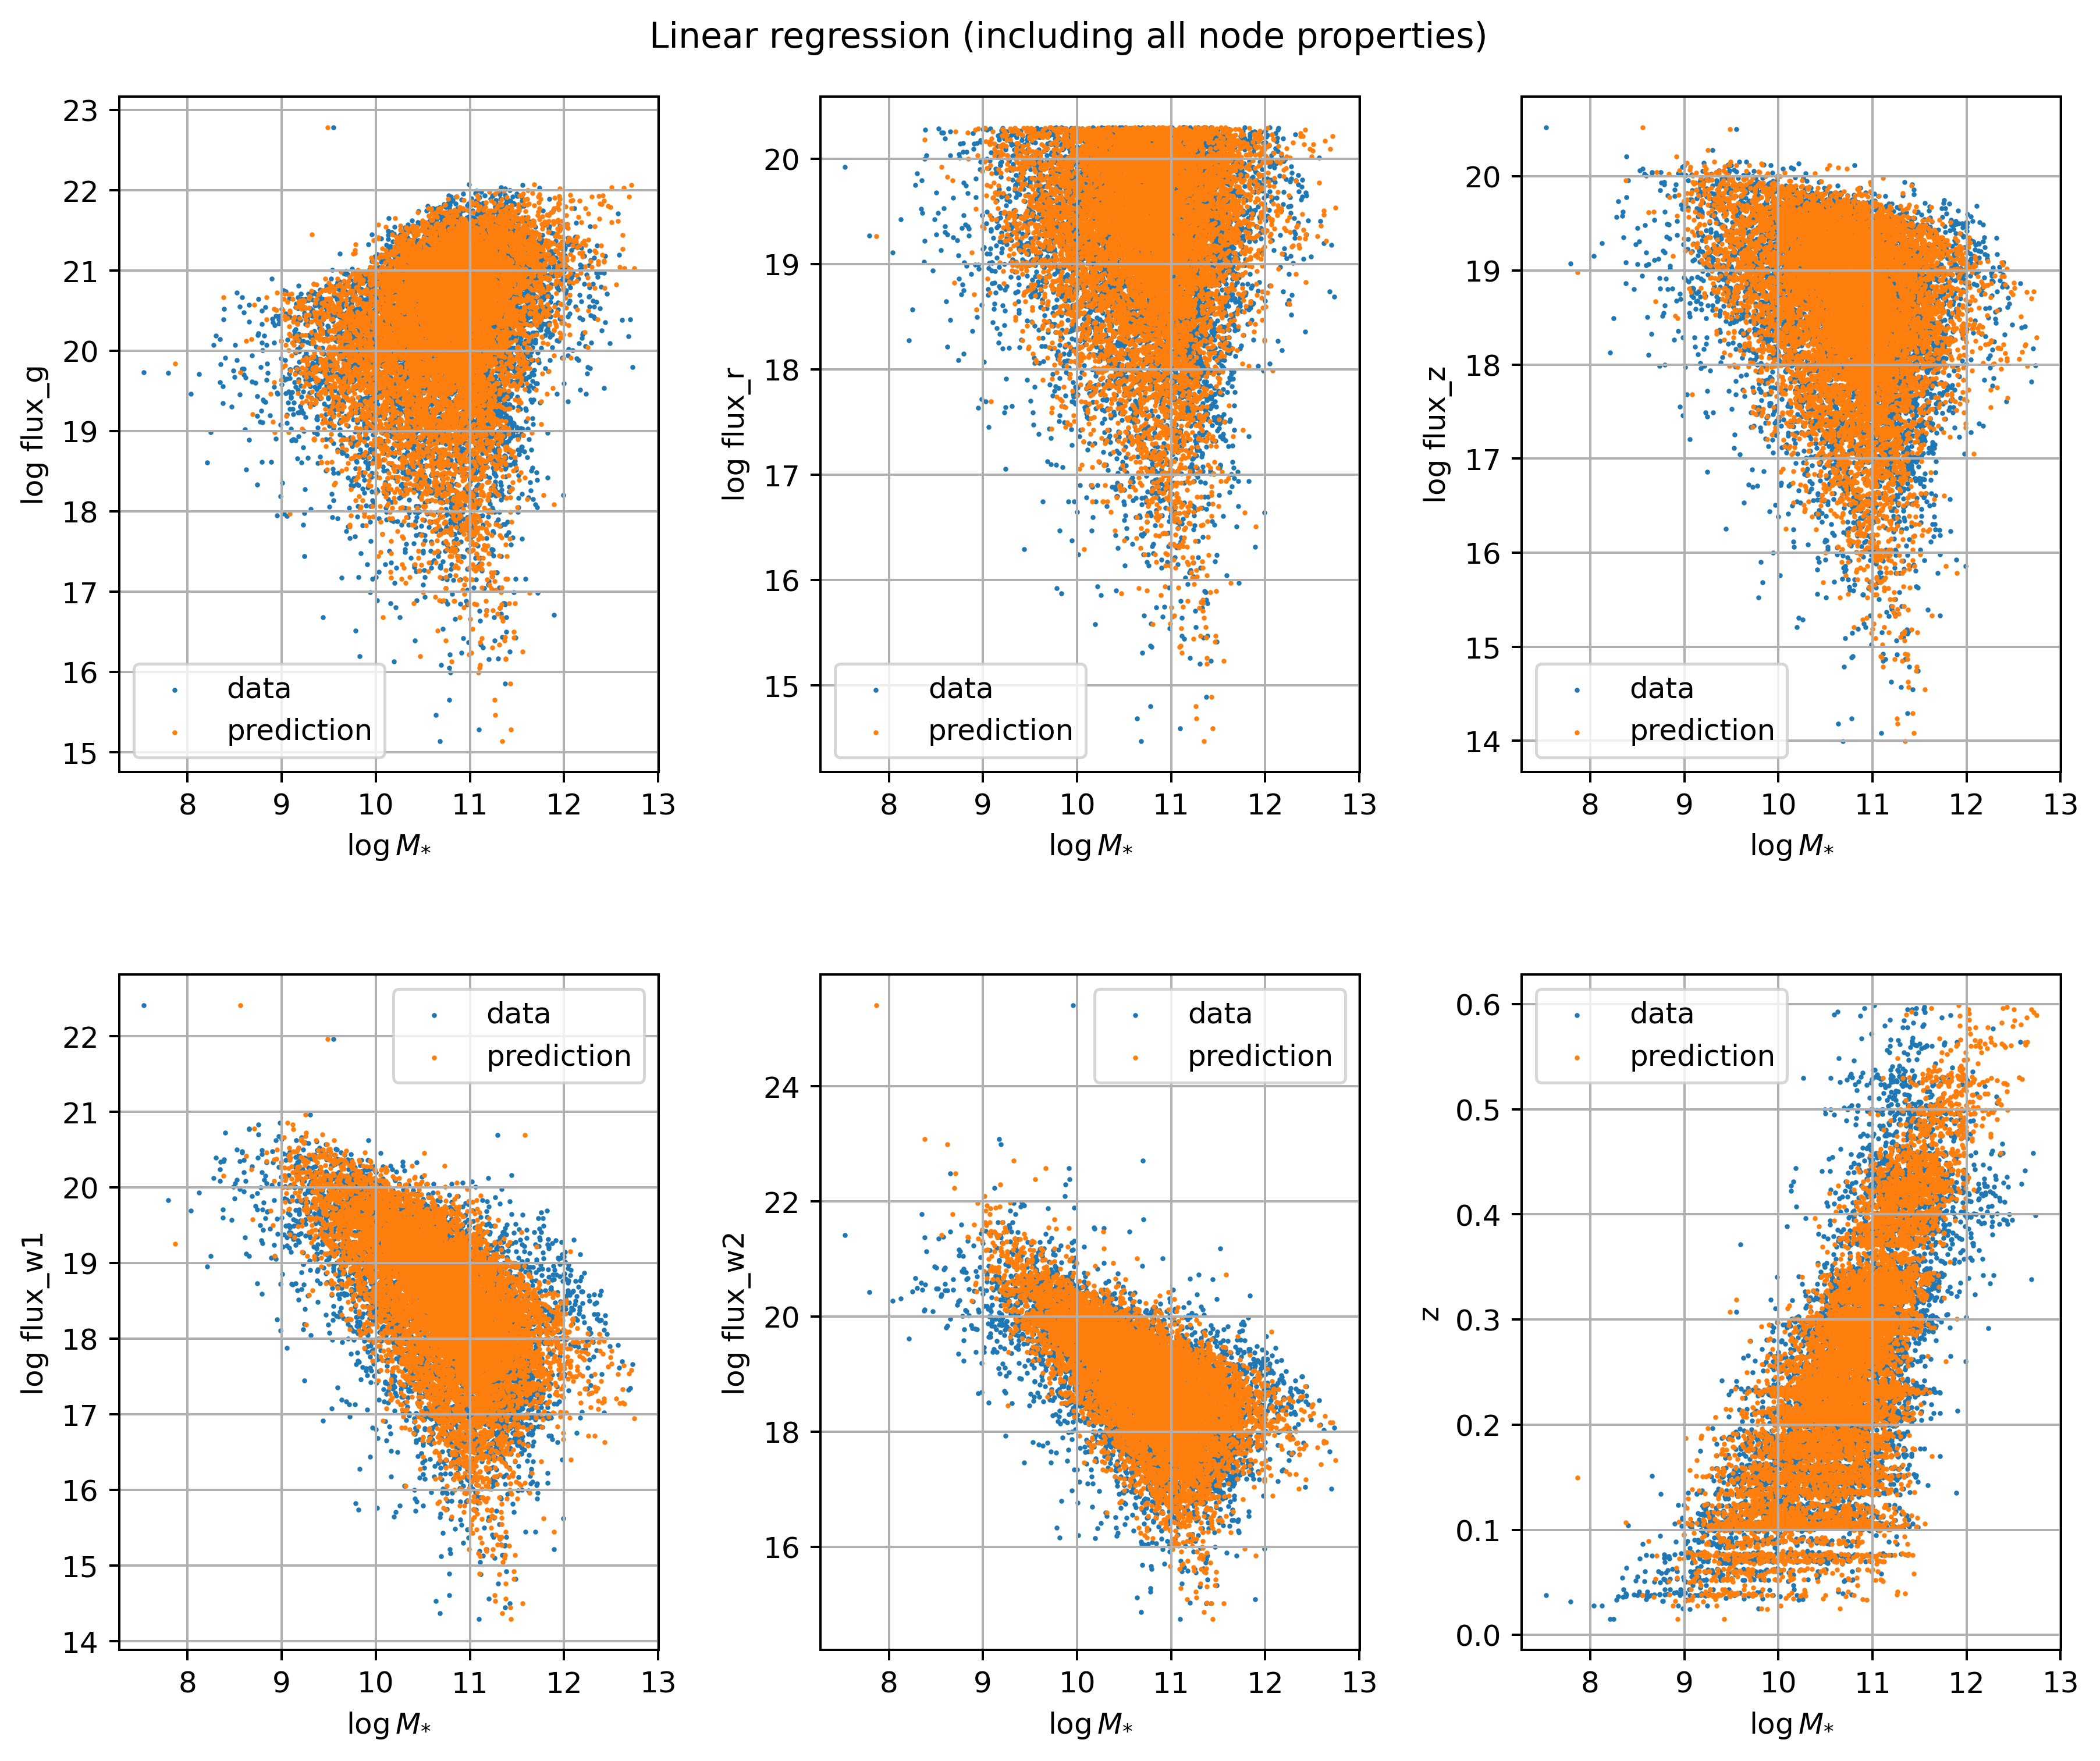 Linear regression (including all node properties)
23
22
21
20
19
18
17
16
15
log flux_g
data
prediction
8 9 10 11 12 13
log M*
20
19
18
17
16
15
log flux_r
data
prediction
8 9 10 11 12 13
log M*
20
19
18
17
16
15
14
log flux_z
data
prediction
8 9 10 11 12 13
log M*
22
21
20
19
18
17
16
15
14
log flux_w1
data
prediction
8 9 10 11 12 13
log M*
24
22
20
18
16
log flux_w2
data
prediction
8 9 10 11 12 13
log M*
0.6
0.5
0.4
0.3
0.2
0.1
0.0
z
data
prediction
8 9 10 11 12 13
log M*